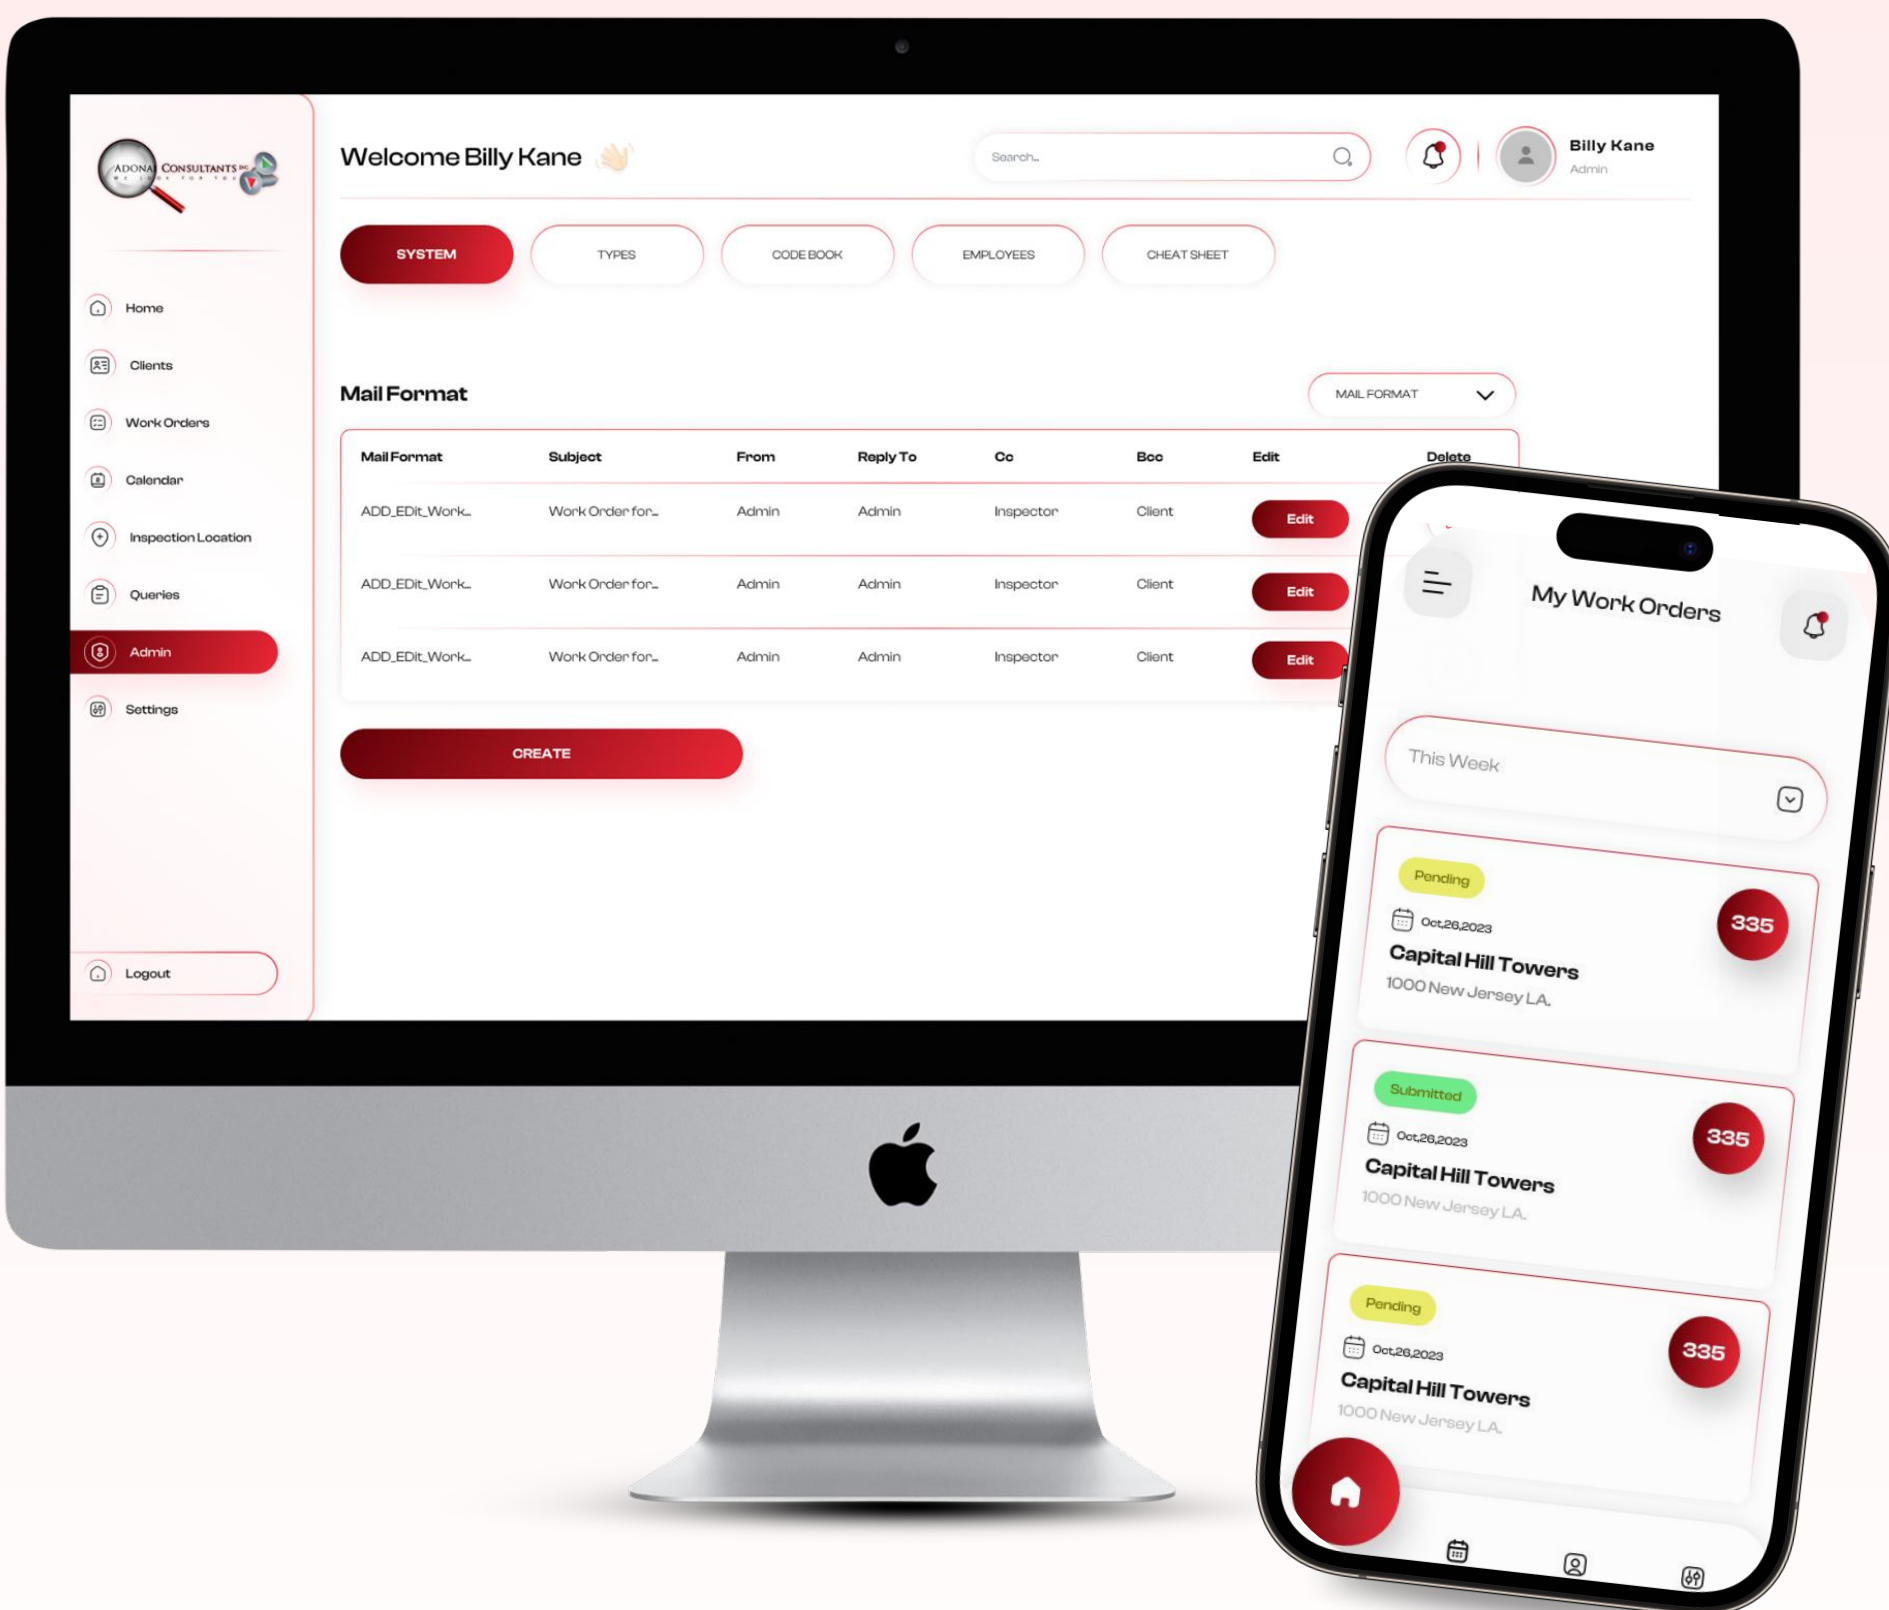 ADONAI CONSULTANTS INC
WE LOOK FOR YOU
Welcome Billy Kane 👋🏻
Search...
Billy Kane
Admin
SYSTEM
TYPES
CODE BOOK
EMPLOYEES
CHEAT SHEET
Home
Clients
Work Orders
Calendar
Inspection Location
Queries
Admin
Settings
Logout
Mail Format
MAIL FORMAT
Mail Format Subject From Reply To Cc Bcc Edit Delete
ADD_EDit_Work... Work Order for... Admin Admin Inspector Client Edit
ADD_EDit_Work... Work Order for... Admin Admin Inspector Client Edit
ADD_EDit_Work... Work Order for... Admin Admin Inspector Client Edit
CREATE
My Work Orders
This Week
Pending
Oct,26,2023
335
Capital Hill Towers
1000 New Jersey LA.
Submitted
Oct,26,2023
335
Capital Hill Towers
1000 New Jersey LA.
Pending
Oct,26,2023
335
Capital Hill Towers
1000 New Jersey LA.